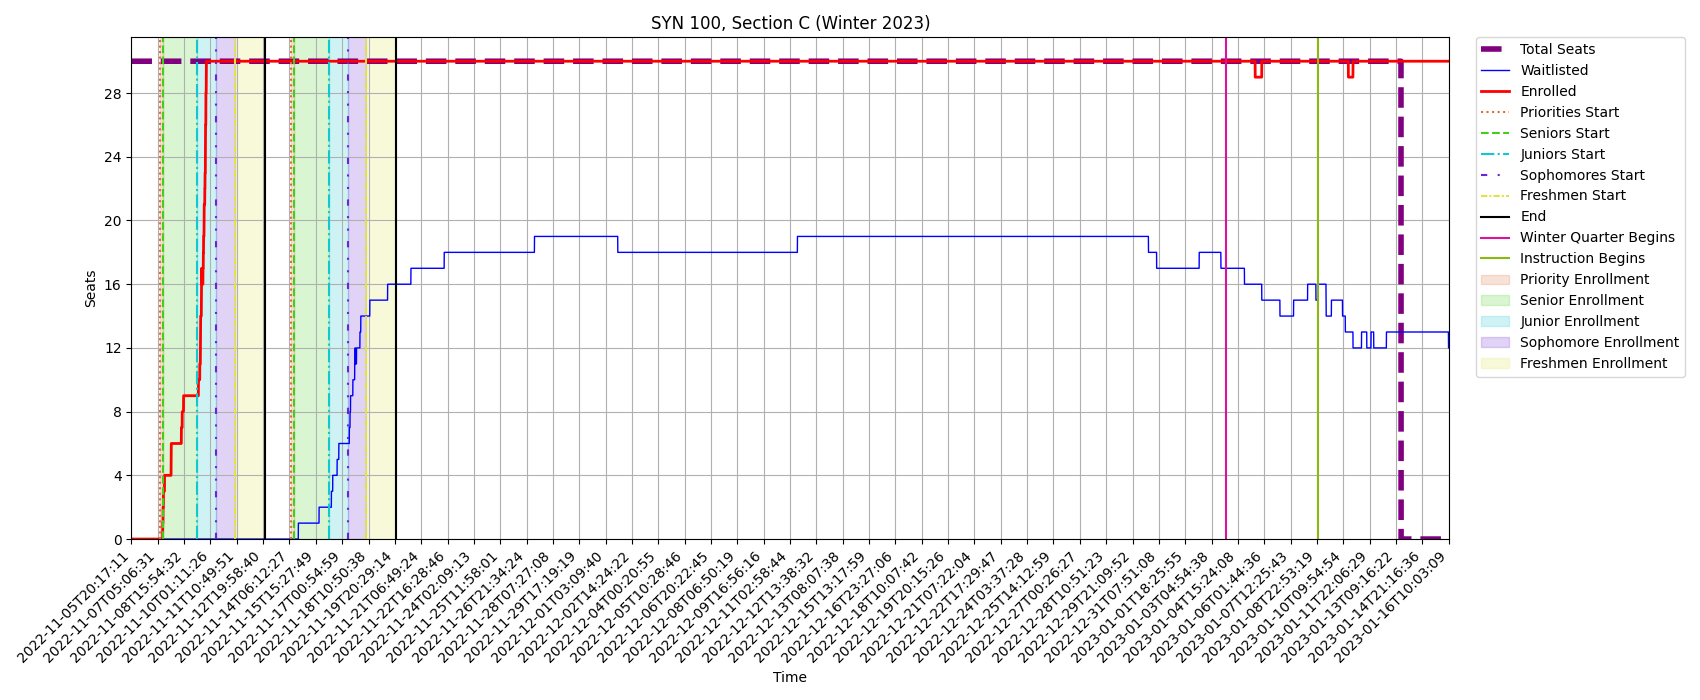 SYN 100, Section C (Winter 2023)
Total Seats
Waitlisted
Enrolled
Priorities Start
Seniors Start
Juniors Start
Sophomores Start
Freshmen Start
End
Winter Quarter Begins
Instruction Begins
Priority Enrollment
Senior Enrollment
Junior Enrollment
Sophomore Enrollment
Freshmen Enrollment
Seats
28
24
20
16
12
8
4
0
2022-11-05T20:17:11
2022-11-07T05:06:31
2022-11-08T15:54:32
2022-11-10T01:11:26
2022-11-11T10:49:51
2022-11-12T19:58:40
2022-11-14T06:12:27
2022-11-15T15:27:49
2022-11-17T00:54:59
2022-11-18T10:50:38
2022-11-19T20:29:14
2022-11-21T06:49:24
2022-11-22T16:28:46
2022-11-24T02:09:13
2022-11-25T11:58:01
2022-11-26T21:34:24
2022-11-28T07:27:08
2022-11-29T17:19:19
2022-12-01T03:09:40
2022-12-02T14:24:22
2022-12-04T00:20:55
2022-12-05T10:28:46
2022-12-06T20:22:45
2022-12-08T06:50:19
2022-12-09T16:56:16
2022-12-11T02:58:44
2022-12-12T13:38:32
2022-12-13T08:07:38
2022-12-15T13:17:59
2022-12-16T23:27:06
2022-12-18T10:07:42
2022-12-19T20:15:26
2022-12-21T07:22:04
2022-12-22T17:29:47
2022-12-24T03:37:28
2022-12-25T14:12:59
2022-12-27T00:26:27
2022-12-28T10:51:23
2022-12-29T21:09:52
2022-12-31T07:51:08
2023-01-01T18:25:55
2023-01-03T04:54:38
2023-01-04T15:24:08
2023-01-06T01:44:36
2023-01-07T12:25:43
2023-01-08T22:53:19
2023-01-10T09:54:54
2023-01-11T22:06:29
2023-01-13T09:16:22
2023-01-14T21:16:36
2023-01-16T10:03:09
Time